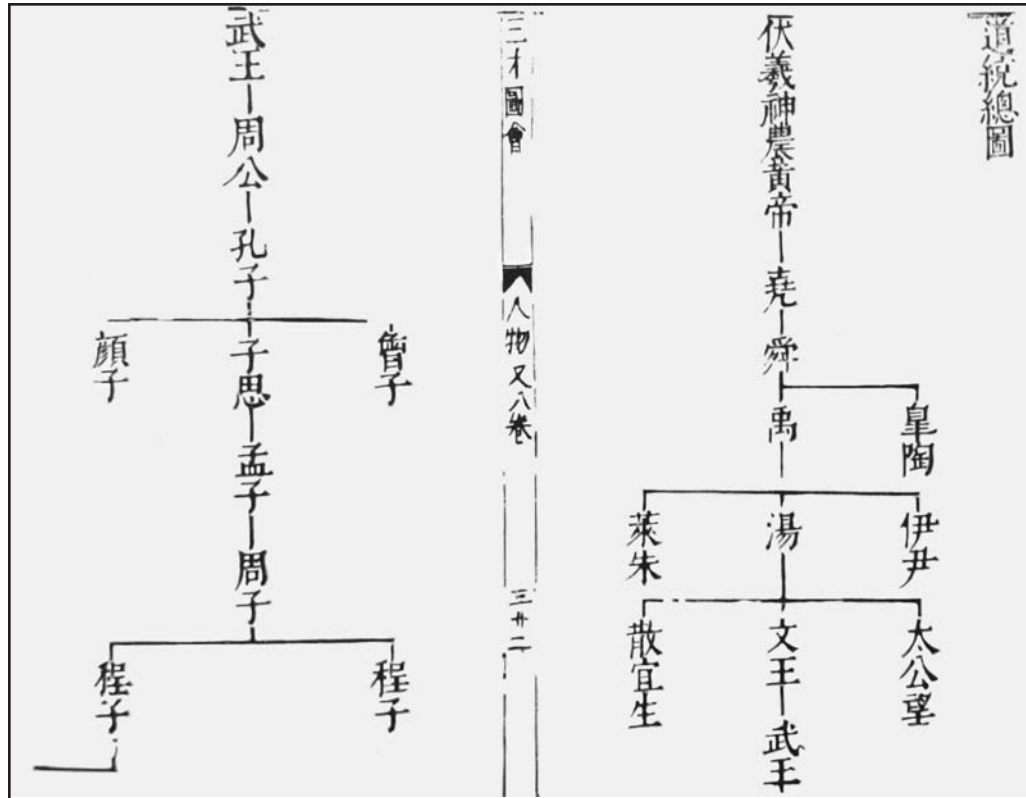 道統總圖
伏羲神農黃帝
堯
舜
皋陶
禹
伊尹
湯
萊朱
太公望
文王
散宜生
武王
三才圖會
人物又八卷
三廿二
武王
周公
孔子
曾子
子思
顏子
孟子
周子
程子
程子